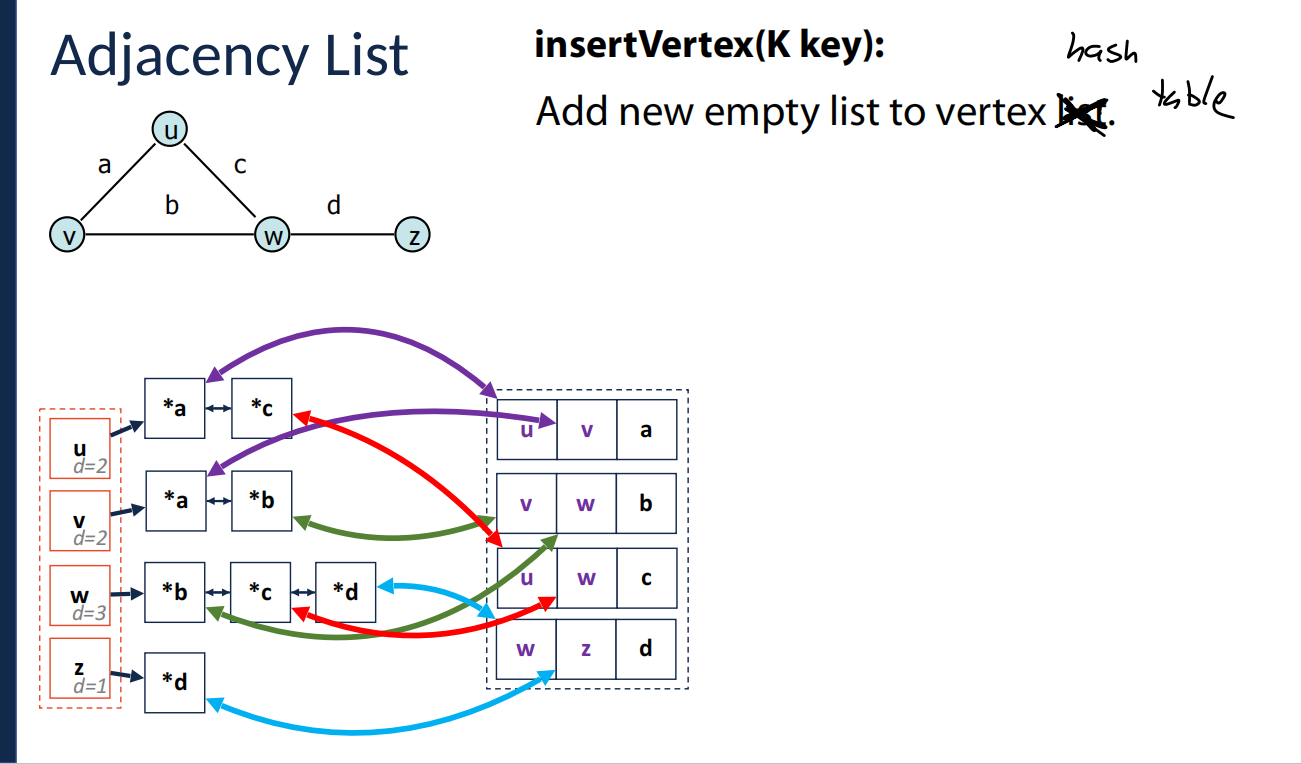 Adjacency List
insertVertex(K key):
hash
Add new empty list to vertex list.
table
u
a
c
b
d
v
w
z
*a
*c
u
d=2
u
v
a
*a
*b
v
d=2
v
w
b
*b
*c
*d
w
d=3
u
w
c
z
d=1
*d
w
z
d